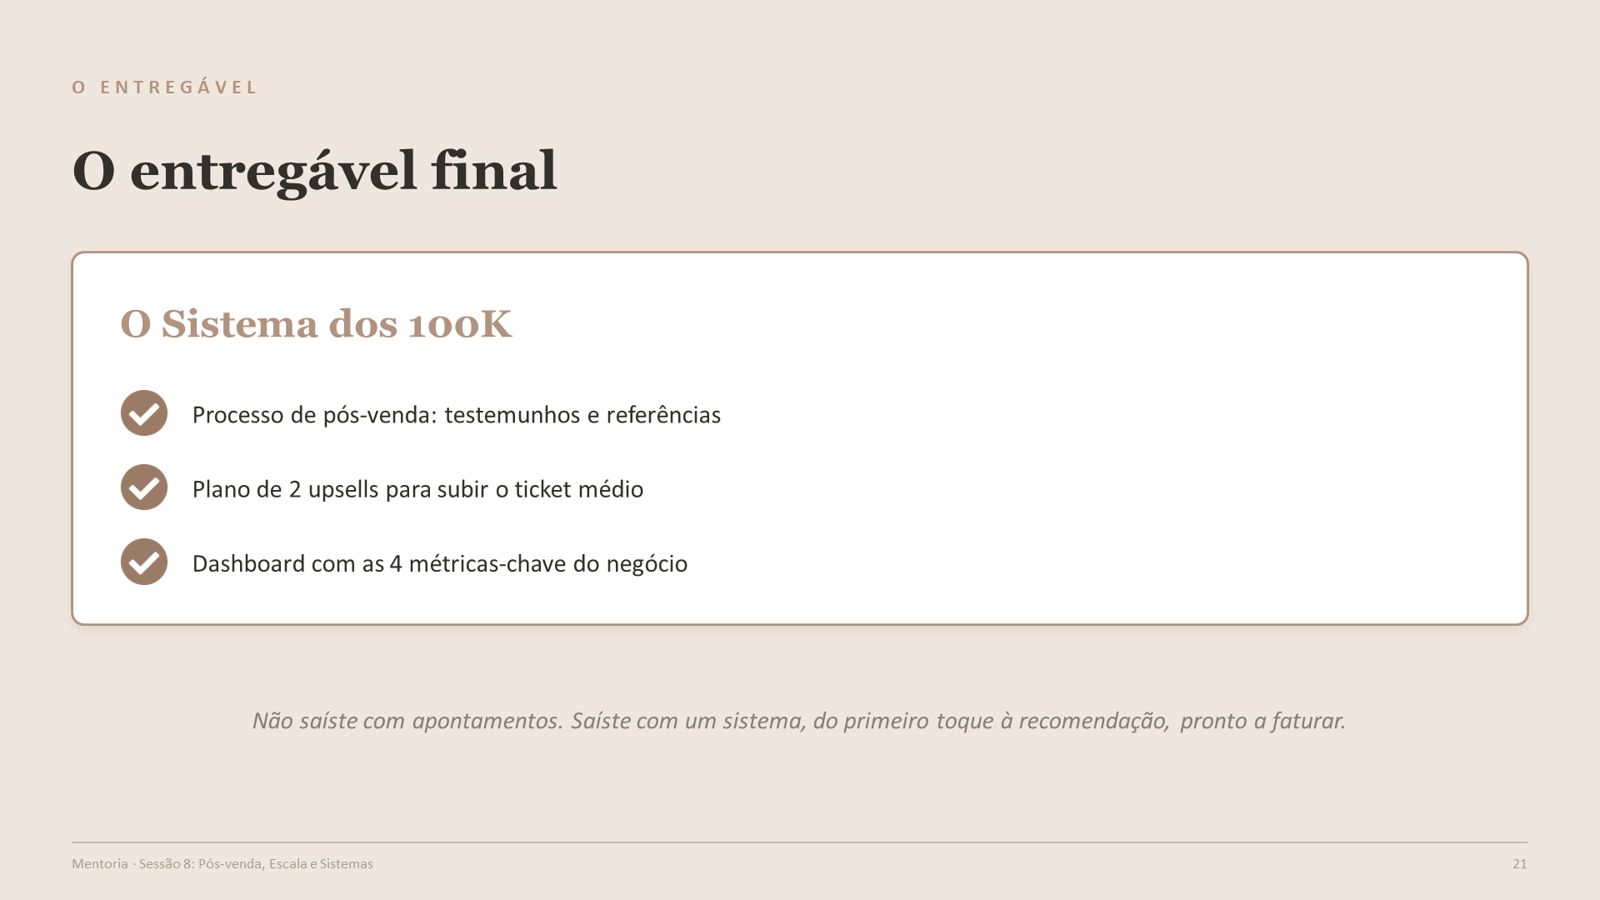 O ENTREGÁVEL
O entregável final
O Sistema dos 100K
Processo de pós-venda: testemunhos e referências
Plano de 2 upsells para subir o ticket médio
Dashboard com as 4 métricas-chave do negócio
Não saíste com apontamentos. Saíste com um sistema, do primeiro toque à recomendação, pronto a faturar.
Mentoria · Sessão 8: Pós-venda, Escala e Sistemas
21